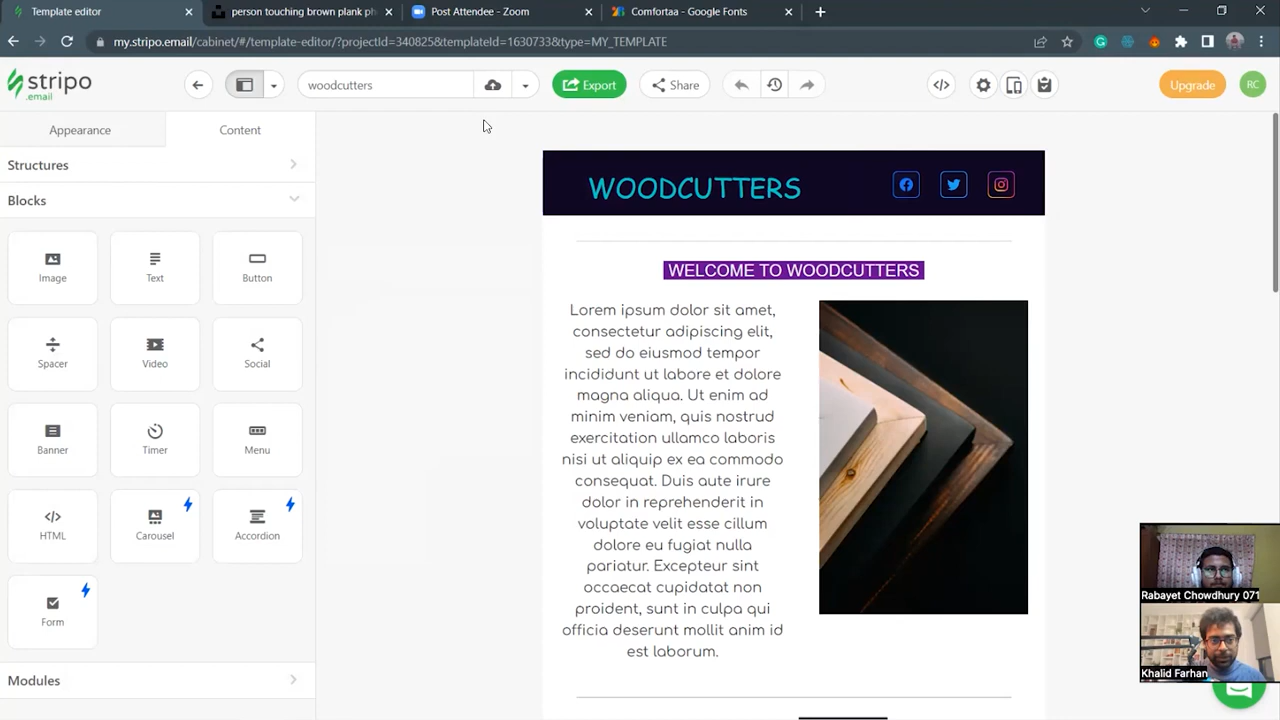 Template editor
person touching brown plank ph
Post Attendee - Zoom
Comfortaa - Google Fonts
my.stripo.email/cabinet/#/template-editor/?projectId=340825&templateId=1630733&type=MY_TEMPLATE
stripo
.email
woodcutters
Export
Share
</>
Upgrade
RC
Appearance
Content
Structures
Blocks
Image
Text
Button
Spacer
Video
Social
Banner
Timer
Menu
HTML
Carousel
Accordion
Form
Modules
WOODCUTTERS
WELCOME TO WOODCUTTERS
Lorem ipsum dolor sit amet,
consectetur adipiscing elit,
sed do eiusmod tempor
incididunt ut labore et dolore
magna aliqua. Ut enim ad
minim veniam, quis nostrud
exercitation ullamco laboris
nisi ut aliquip ex ea commodo
consequat. Duis aute irure
dolor in reprehenderit in
voluptate velit esse cillum
dolore eu fugiat nulla
pariatur. Excepteur sint
occaecat cupidatat non
proident, sunt in culpa qui
officia deserunt mollit anim id
est laborum.
Rabayet Chowdhury 071
Khalid Farhan